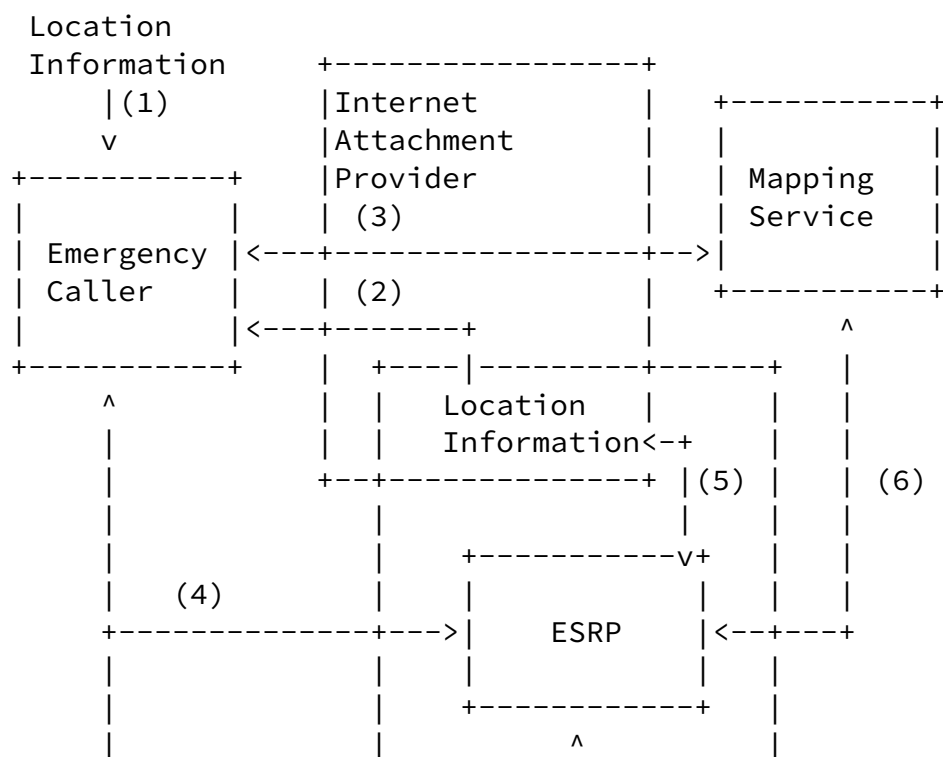 Location
Information
(1)
Internet
Attachment
Provider
Mapping
Service
(3)
Emergency
Caller
(2)
Location
Information
(5)
(6)
(4)
ESRP